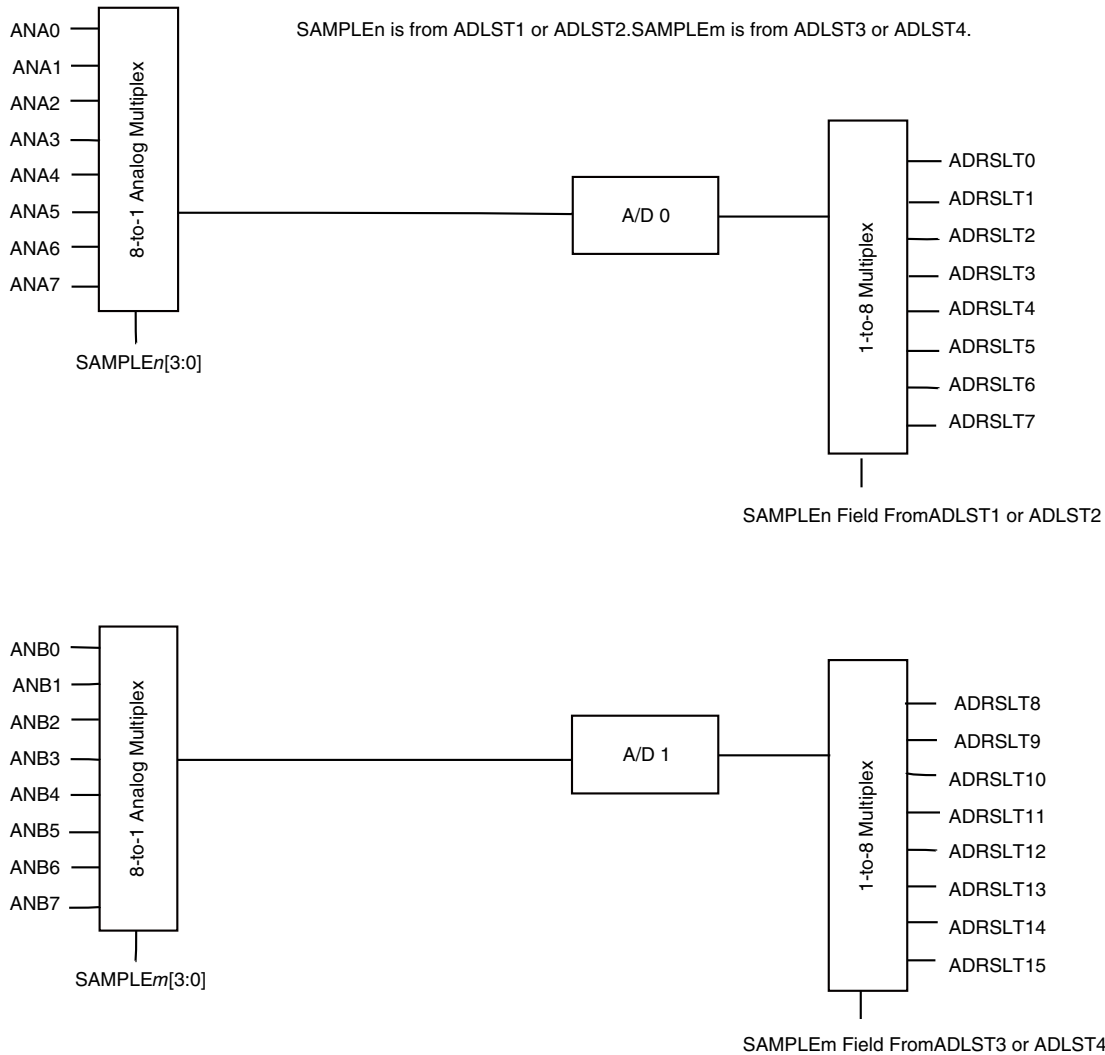 SAMPLEn is from ADLST1 or ADLST2.SAMPLEm is from ADLST3 or ADLST4.
ANA0
ANA1
ANA2
ANA3
ANA4
ANA5
ANA6
ANA7
8-to-1 Analog Multiplex
SAMPLEn[3:0]
A/D 0
1-to-8 Multiplex
ADRSLT0
ADRSLT1
ADRSLT2
ADRSLT3
ADRSLT4
ADRSLT5
ADRSLT6
ADRSLT7
SAMPLEn Field FromADLST1 or ADLST2
ANB0
ANB1
ANB2
ANB3
ANB4
ANB5
ANB6
ANB7
8-to-1 Analog Multiplex
SAMPLEm[3:0]
A/D 1
1-to-8 Multiplex
ADRSLT8
ADRSLT9
ADRSLT10
ADRSLT11
ADRSLT12
ADRSLT13
ADRSLT14
ADRSLT15
SAMPLEm Field FromADLST3 or ADLST4